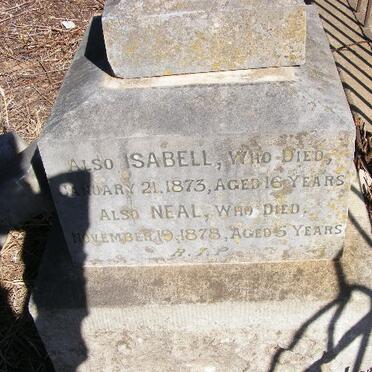 ALSO ISABELL, WHO DIED,
JANUARY 21, 1873, AGED 16 YEARS
ALSO NEAL, WHO DIED,
NOVEMBER 19, 1878, AGED 5 YEARS
R.I.P.